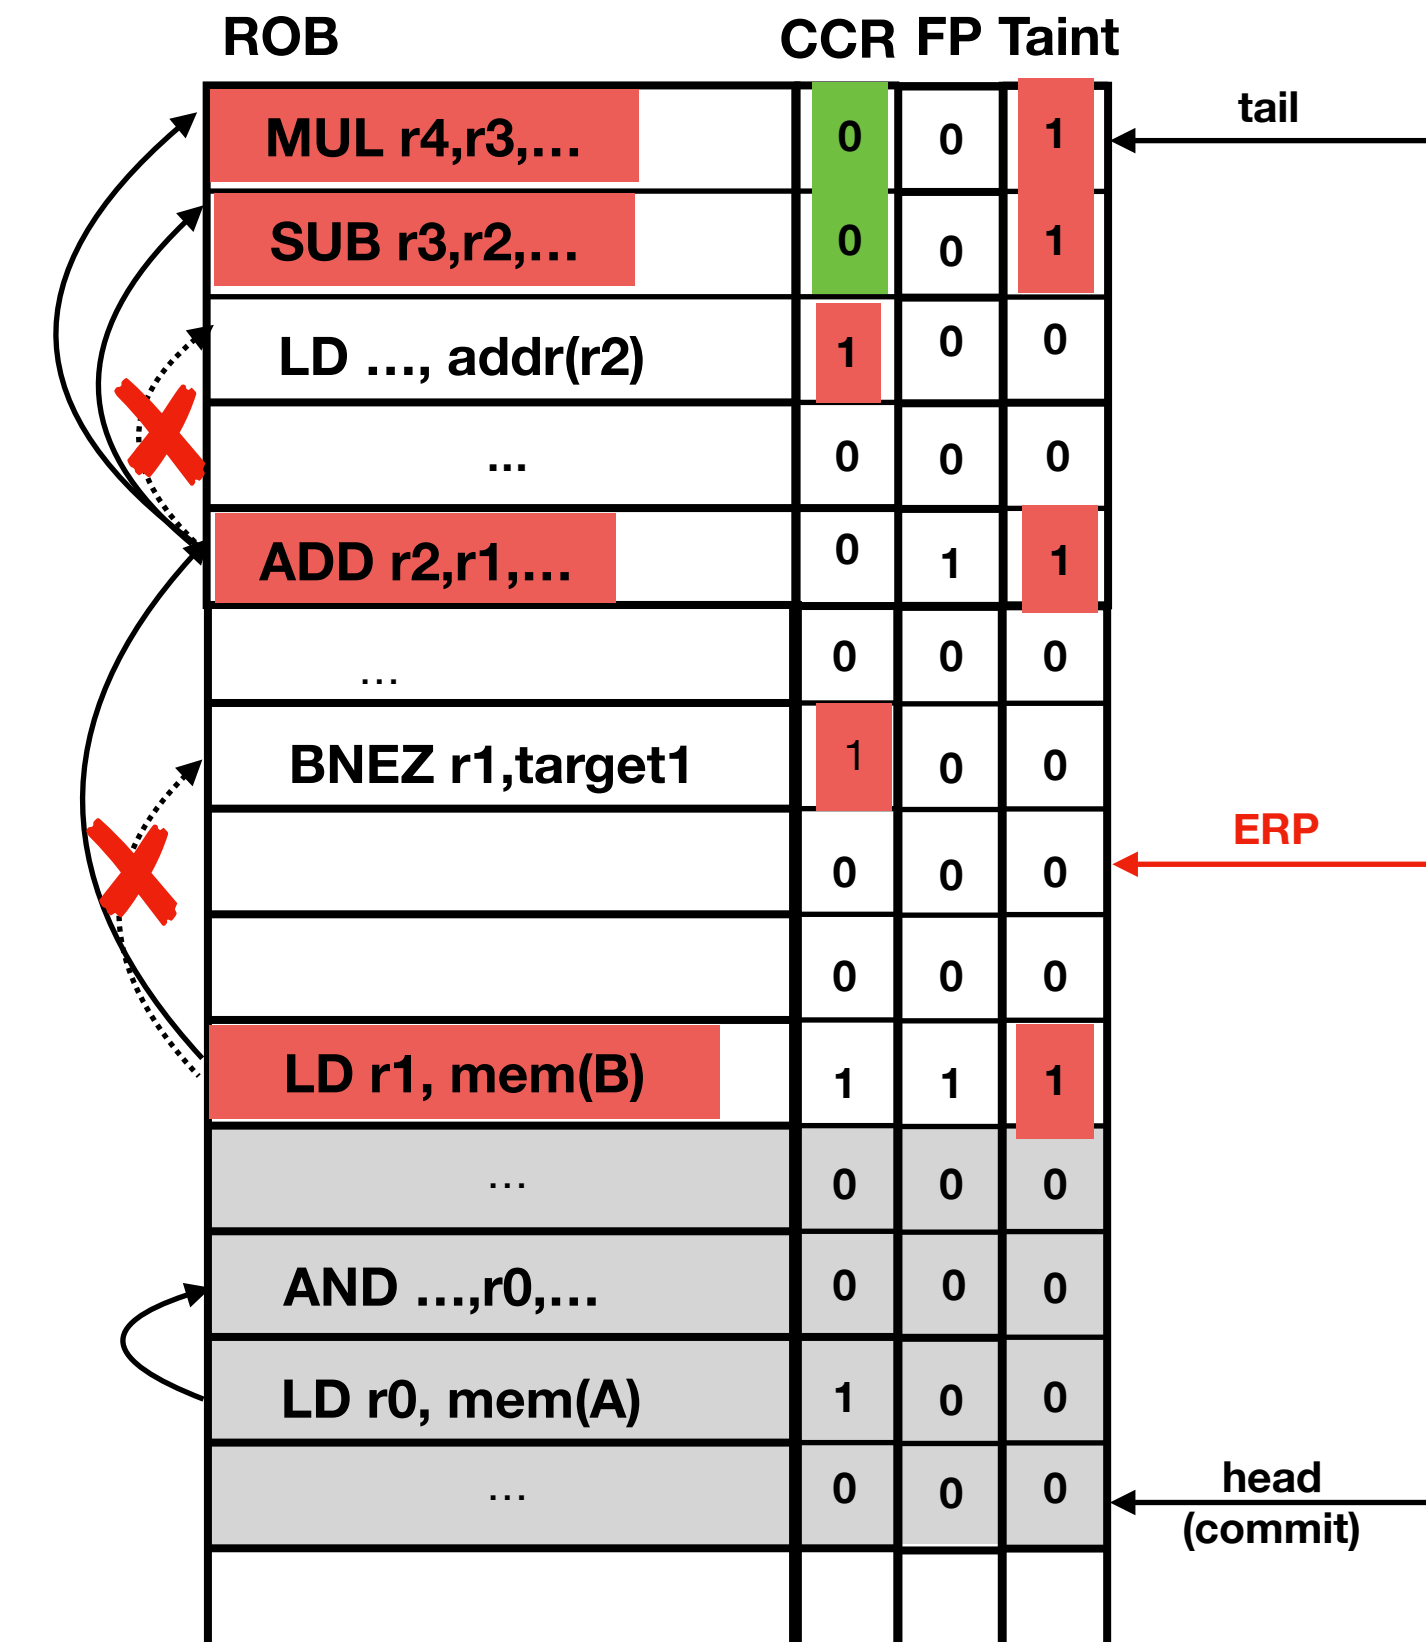 ROB CCR FP Taint
MUL r4,r3,... 0 0 1 tail
SUB r3,r2,... 0 0 1
LD ..., addr(r2) 1 0 0
... 0 0 0
ADD r2,r1,... 0 1 1
... 0 0 0
BNEZ r1,target1 1 0 0
ERP
0 0 0
0 0 0
LD r1, mem(B) 1 1 1
... 0 0 0
AND ...,r0,... 0 0 0
LD r0, mem(A) 1 0 0
... 0 0 0 head
(commit)